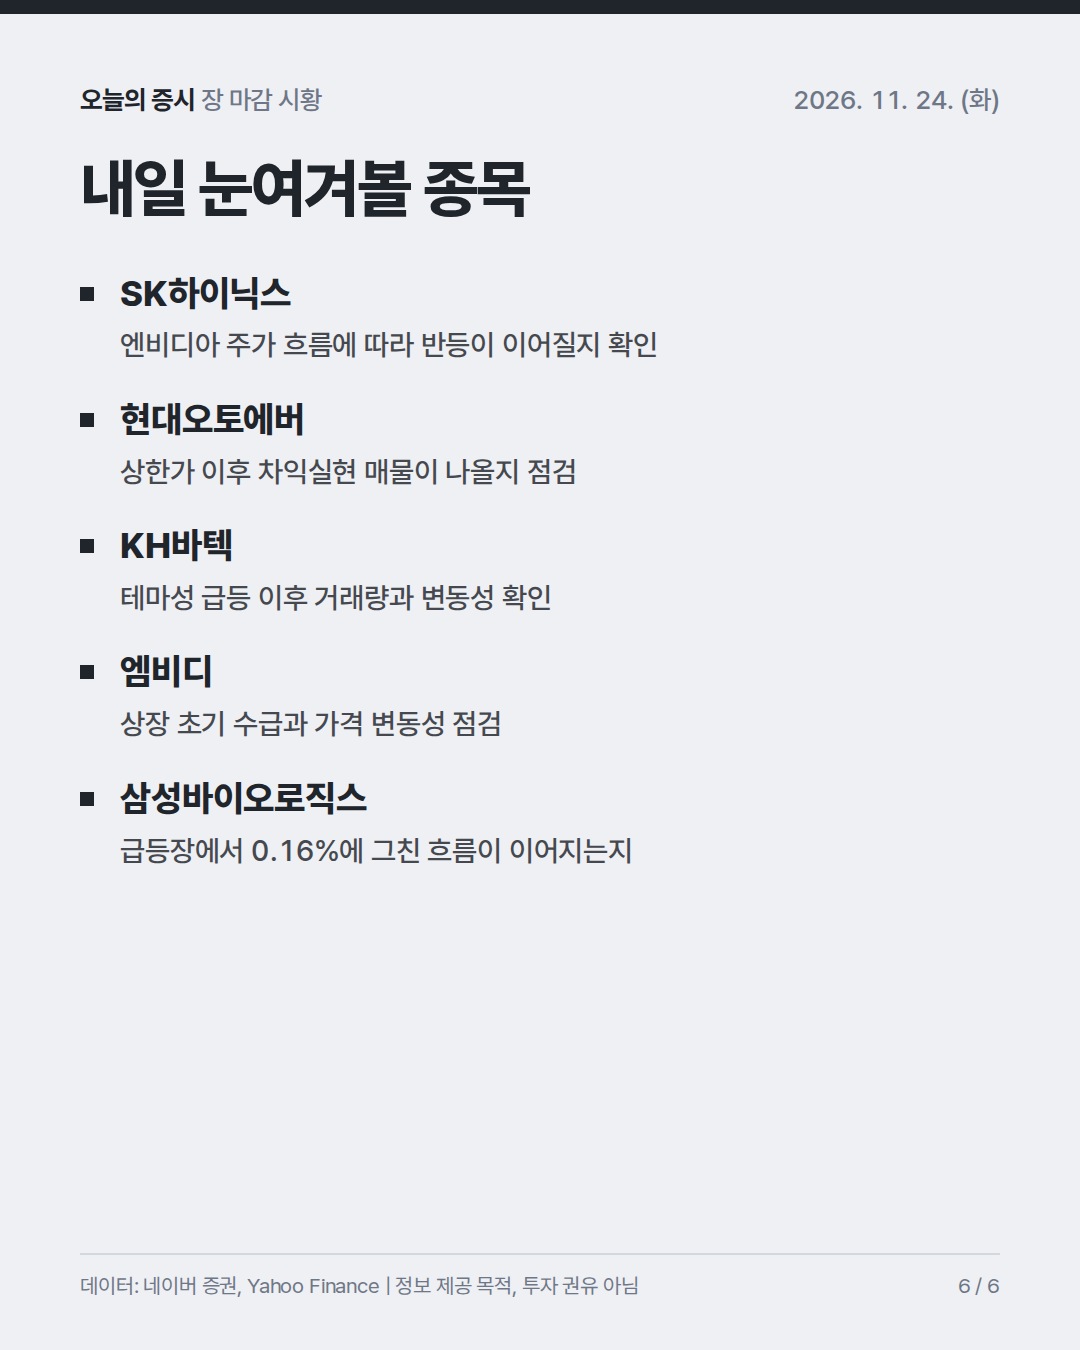 오늘의 증시 장 마감 시황
2026. 11. 24. (화)
내일 눈여겨볼 종목
SK하이닉스
엔비디아 주가 흐름에 따라 반등이 이어질지 확인
현대오토에버
상한가 이후 차익실현 매물이 나올지 점검
KH바텍
테마성 급등 이후 거래량과 변동성 확인
엠비디
상장 초기 수급과 가격 변동성 점검
삼성바이오로직스
급등장에서 0.16%에 그친 흐름이 이어지는지
데이터: 네이버 증권, Yahoo Finance | 정보 제공 목적, 투자 권유 아님
6 / 6